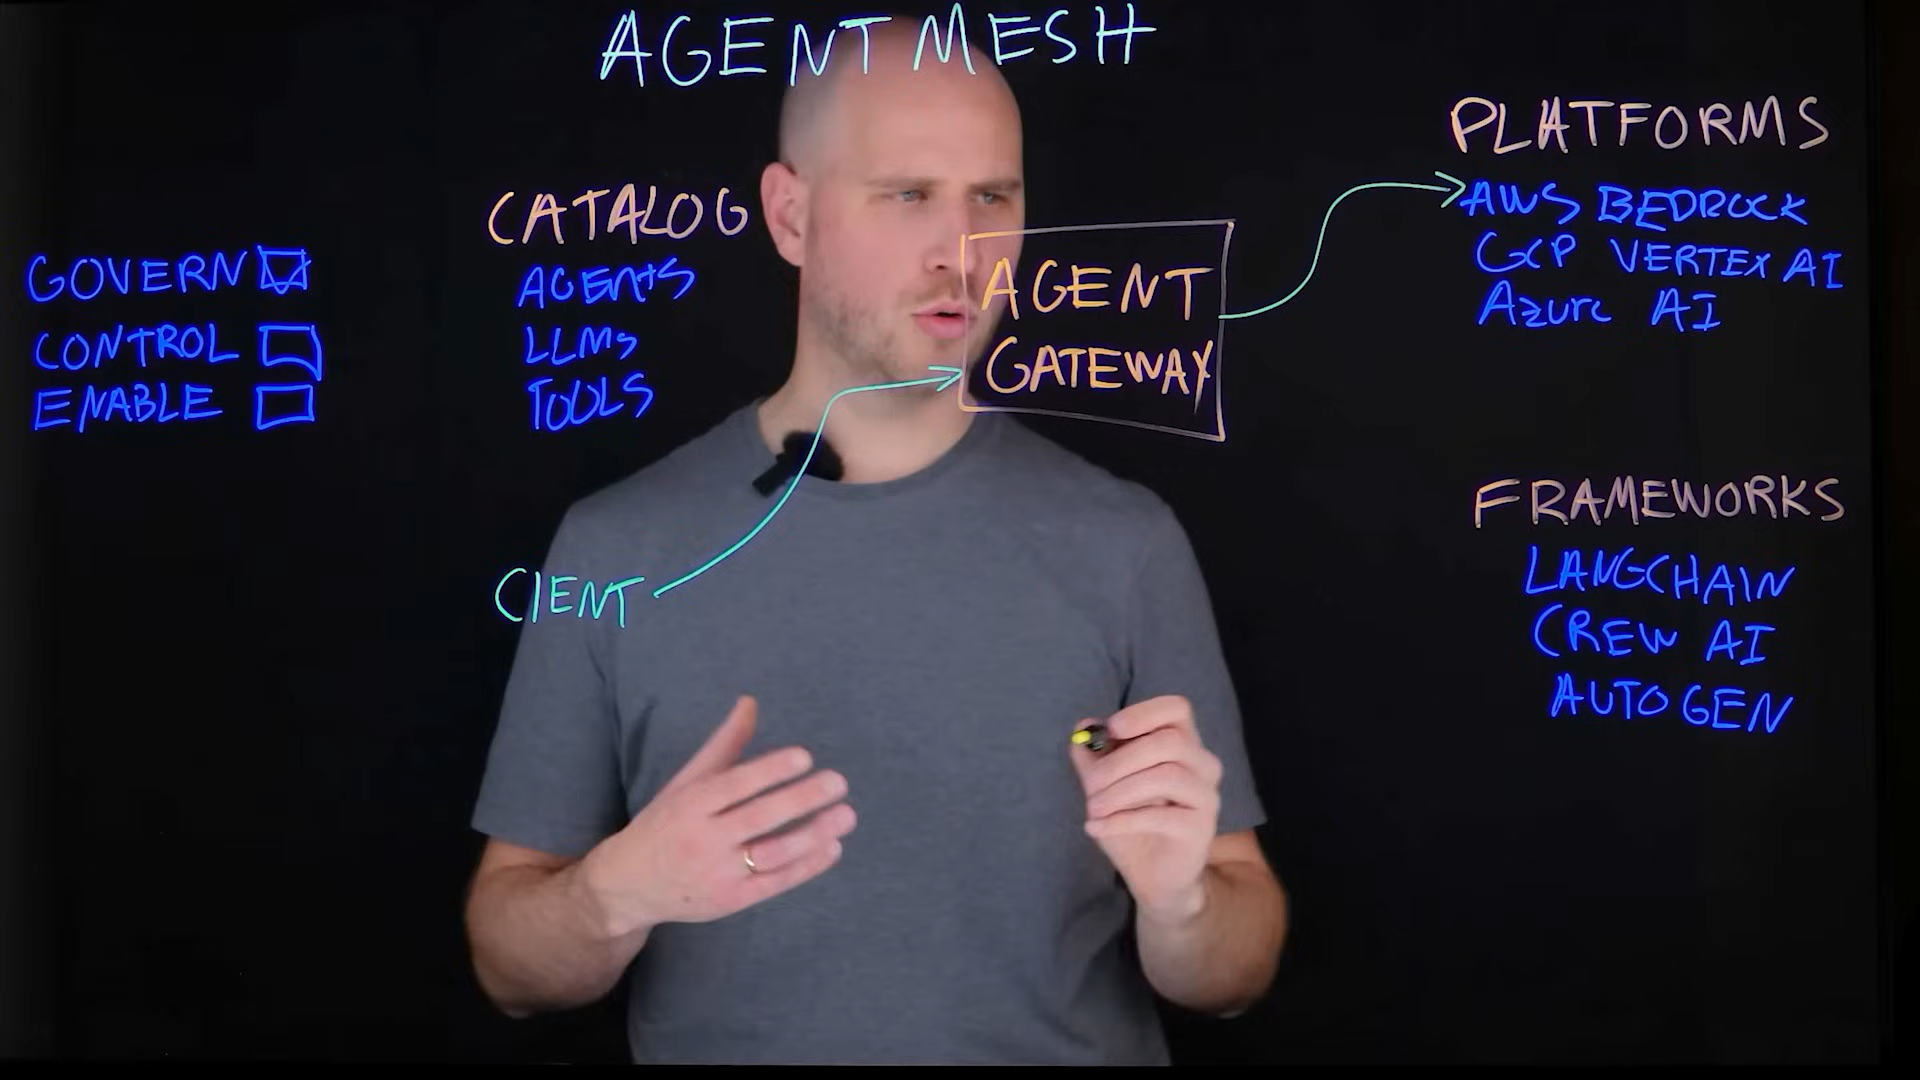 AGENT MESH
GOVERN
CONTROL
ENABLE
CATALOG
AGENTS
LLMs
TOOLS
CIENT
AGENT
GATEWAY
PLATFORMS
AWS BEDROCK
GCP VERTEX AI
Azure AI
FRAMEWORKS
LANGCHAIN
CREW AI
AUTOGEN